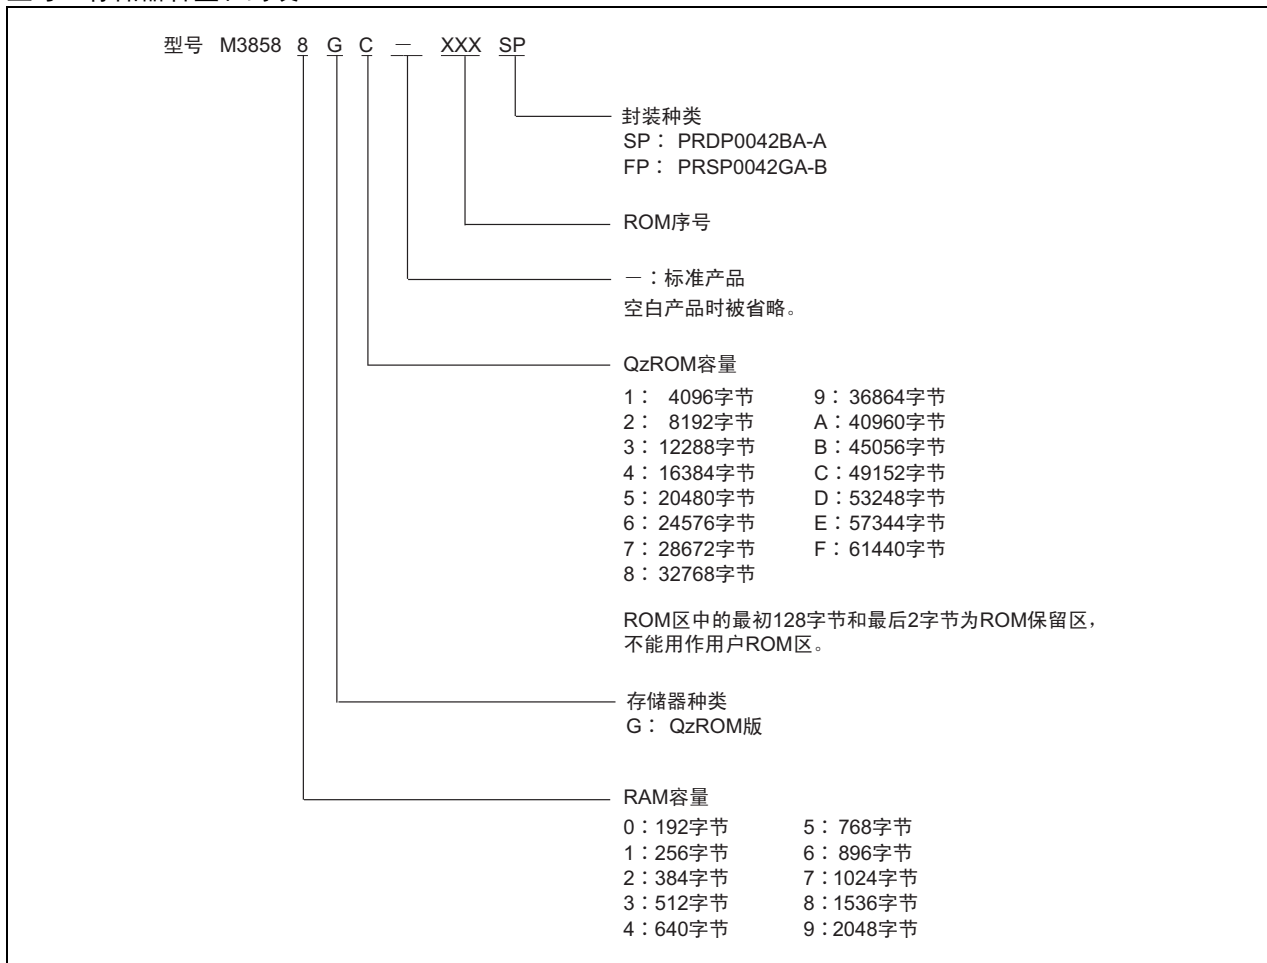 型号 M3858 8 G C － XXX SP
封装种类
SP： PRDP0042BA-A
FP： PRSP0042GA-B
ROM序号
－：标准产品
空白产品时被省略。
QzROM容量
1： 4096字节 9：36864字节
2： 8192字节 A：40960字节
3：12288字节 B：45056字节
4：16384字节 C：49152字节
5：20480字节 D：53248字节
6：24576字节 E：57344字节
7：28672字节 F：61440字节
8：32768字节
ROM区中的最初128字节和最后2字节为ROM保留区，
不能用作用户ROM区。
存储器种类
G： QzROM版
RAM容量
0：192字节 5：768字节
1：256字节 6：896字节
2：384字节 7：1024字节
3：512字节 8：1536字节
4：640字节 9：2048字节